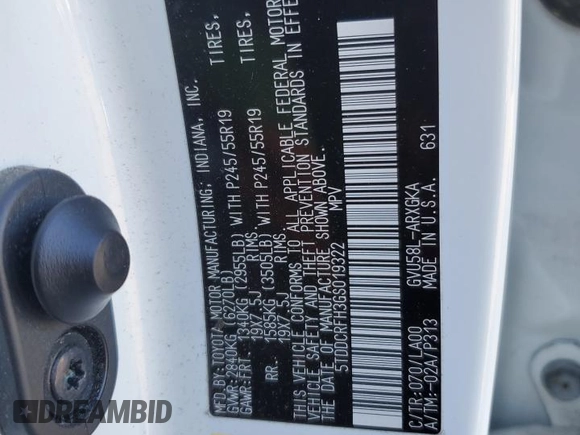 MFD. BY: TOYOTA MOTOR MANUFACTURING, INDIANA, INC.
GVWR: 2840KG (6270LB)
GAWR: FRT. 1340KG (2955LB) WITH P245/55R19 TIRES,
19X7.5J RIMS
RR. 1585KG (3505LB) WITH P245/55R19 TIRES,
19X7.5J RIMS
THIS VEHICLE CONFORMS TO ALL APPLICABLE FEDERAL MOTOR
VEHICLE SAFETY AND THEFT PREVENTION STANDARDS IN EFFECT
ON THE DATE OF MANUFACTURE SHOWN ABOVE.
5TDDCRFH3GS019322 MPV
C/TR: 070/LA00 GVU58L-ARXGKA
A/TM: -02A/P313 MADE IN U.S.A. 631
DREAMBID